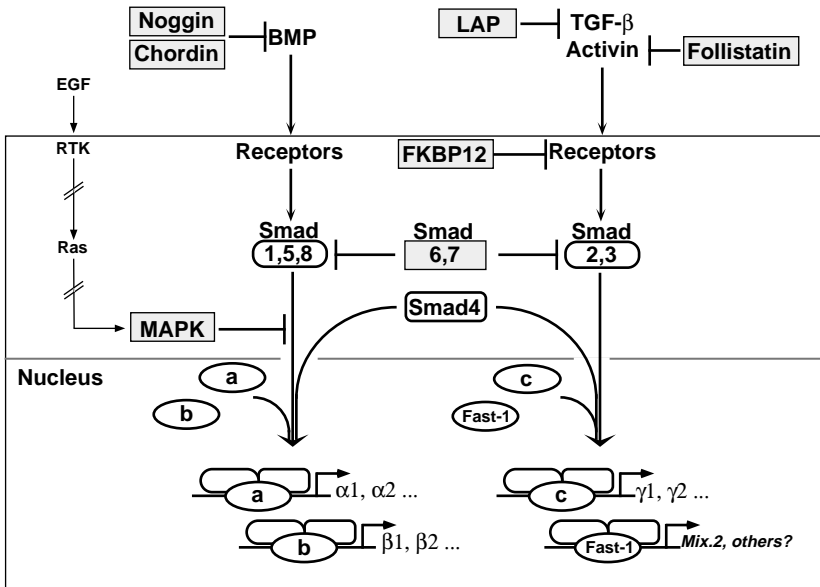 Noggin
Chordin
BMP
LAP
TGF-β
Activin
Follistatin
EGF
RTK
Receptors
FKBP12
Receptors
Ras
Smad
1,5,8
Smad
6,7
Smad
2,3
MAPK
Smad4
Nucleus
a
b
c
Fast-1
a
α1, α2 ...
c
γ1, γ2 ...
b
β1, β2 ...
Fast-1
Mix.2, others?